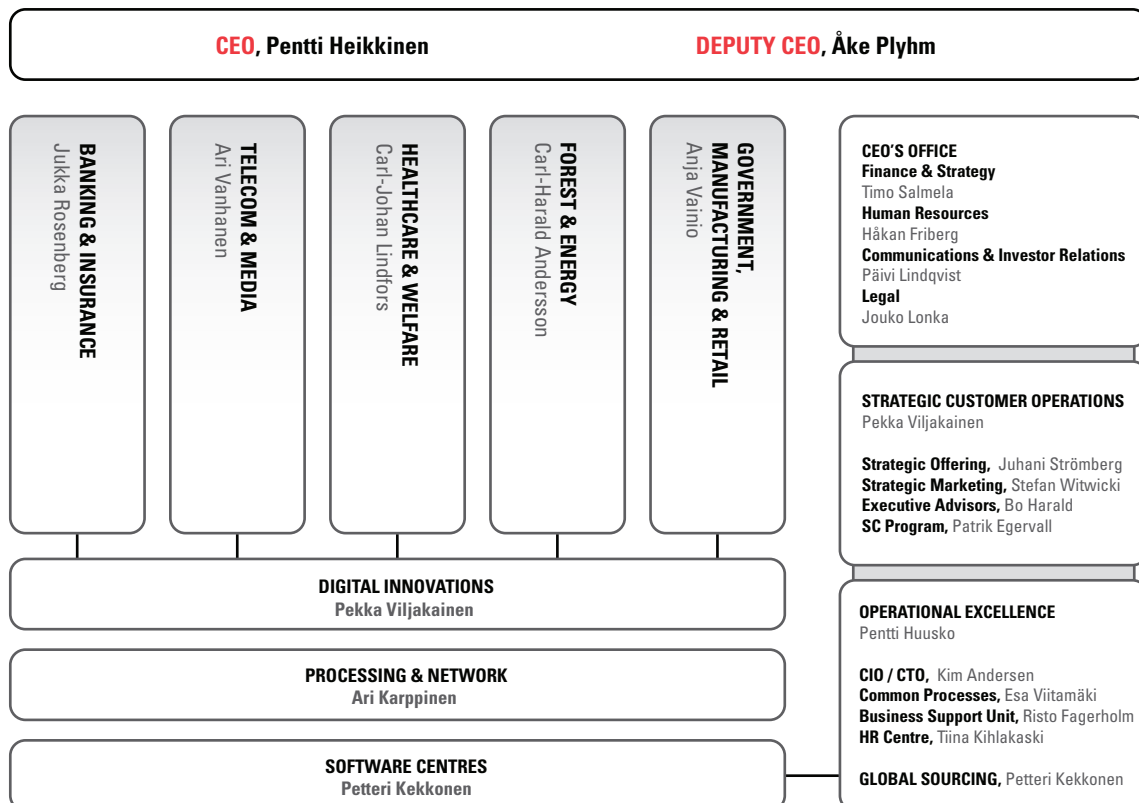 CEO, Pentti Heikkinen
DEPUTY CEO, Åke Plyhm
BANKING & INSURANCE
Jukka Rosenberg
TELECOM & MEDIA
Ari Vanhanen
HEALTHCARE & WELFARE
Carl-Johan Lindfors
FOREST & ENERGY
Carl-Harald Andersson
GOVERNMENT,
MANUFACTURING & RETAIL
Anja Vainio
DIGITAL INNOVATIONS
Pekka Viljakainen
PROCESSING & NETWORK
Ari Karppinen
SOFTWARE CENTRES
Petteri Kekkonen
CEO'S OFFICE
Finance & Strategy
Timo Salmela
Human Resources
Håkan Friberg
Communications & Investor Relations
Päivi Lindqvist
Legal
Jouko Lonka
STRATEGIC CUSTOMER OPERATIONS
Pekka Viljakainen
Strategic Offering, Juhani Strömberg
Strategic Marketing, Stefan Witwicki
Executive Advisors, Bo Harald
SC Program, Patrik Egervall
OPERATIONAL EXCELLENCE
Pentti Huusko
CIO / CTO, Kim Andersen
Common Processes, Esa Viitamäki
Business Support Unit, Risto Fagerholm
HR Centre, Tiina Kihlakaski
GLOBAL SOURCING, Petteri Kekkonen